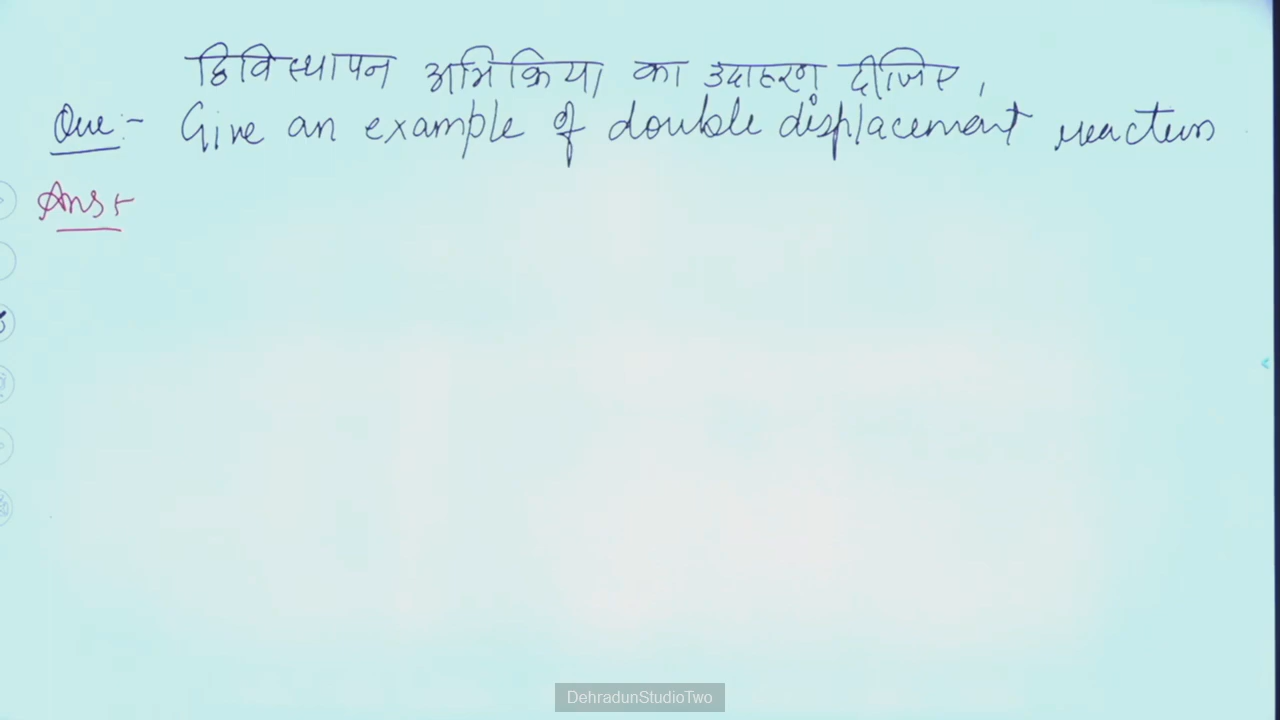 द्विविस्थापन अभिक्रिया का उदाहरण दीजिए,
Que :- Give an example of double displacement reaction
Ans :-
DehradunStudioTwo